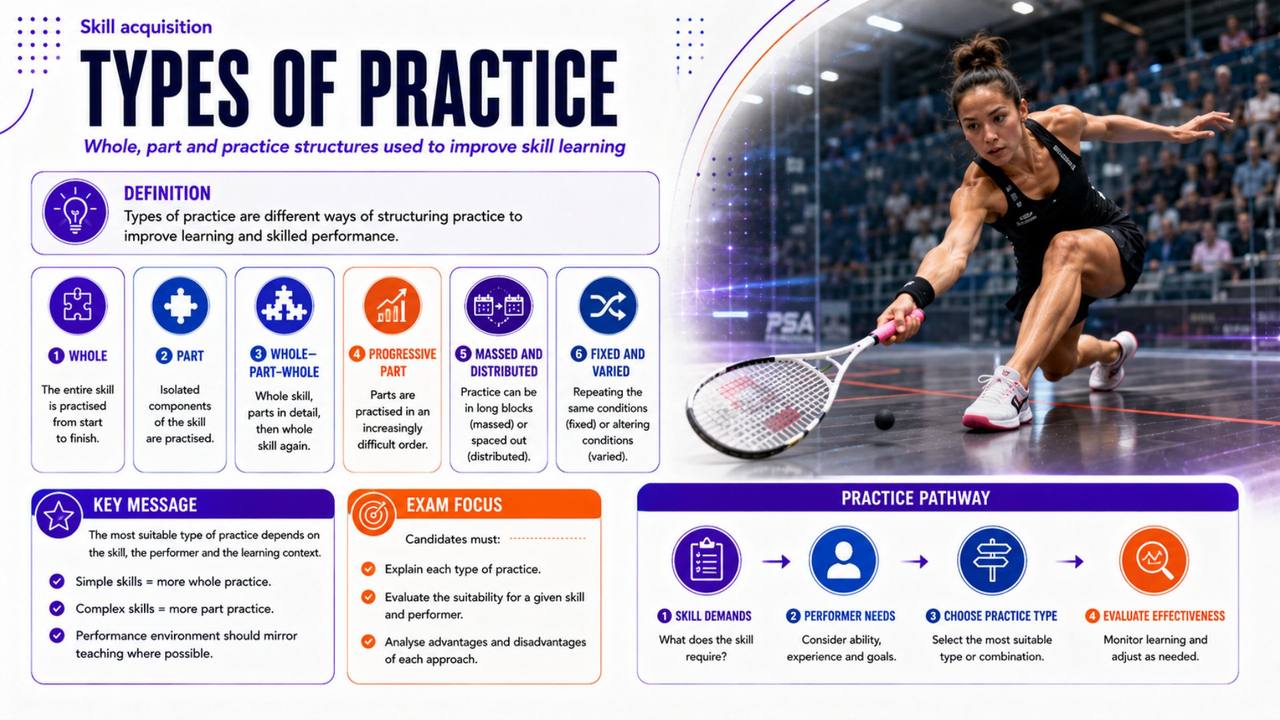 Skill acquisition
TYPES OF PRACTICE
Whole, part and practice structures used to improve skill learning
DEFINITION
Types of practice are different ways of structuring practice to
improve learning and skilled performance.
1 WHOLE
The entire skill
is practised
from start
to finish.
2 PART
Isolated
components
of the skill
are practised.
3 WHOLE–
PART–WHOLE
Whole skill,
parts in detail,
then whole
skill again.
4 PROGRESSIVE
PART
Parts are
practised in an
increasingly
difficult order.
5 MASSED AND
DISTRIBUTED
Practice can be
in long blocks
(massed) or
spaced out
(distributed).
6 FIXED AND
VARIED
Repeating the
same conditions
(fixed) or altering
conditions
(varied).
PSA
KEY MESSAGE
The most suitable type of practice depends on
the skill, the performer and the learning context.
Simple skills = more whole practice.
Complex skills = more part practice.
Performance environment should mirror
teaching where possible.
EXAM FOCUS
Candidates must:
Explain each type of practice.
Evaluate the suitability for a given skill
and performer.
Analyse advantages and disadvantages
of each approach.
PRACTICE PATHWAY
1 SKILL DEMANDS
What does the skill
require?
2 PERFORMER NEEDS
Consider ability,
experience and goals.
3 CHOOSE PRACTICE TYPE
Select the most suitable
type or combination.
4 EVALUATE EFFECTIVENESS
Monitor learning and
adjust as needed.